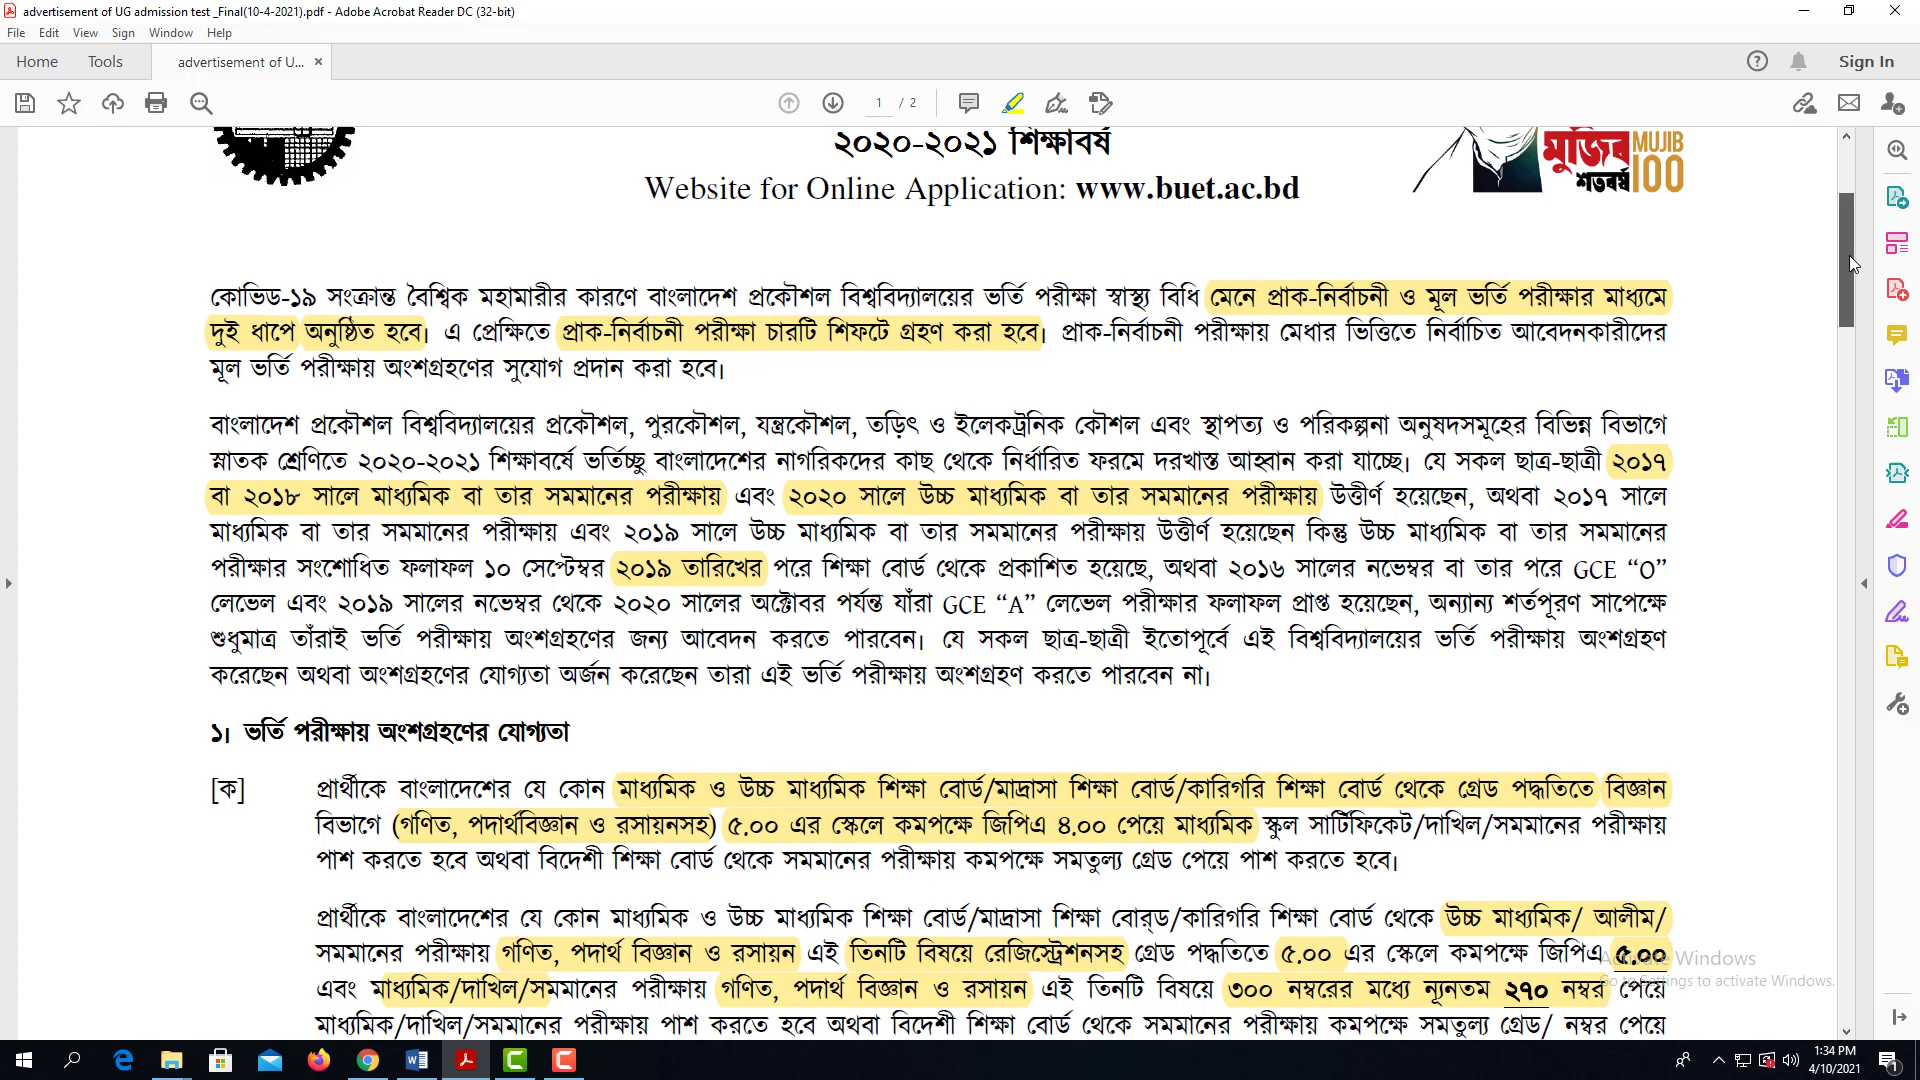 advertisement of UG admission test _Final(10-4-2021).pdf - Adobe Acrobat Reader DC (32-bit)
File Edit View Sign Window Help
Home Tools advertisement of U... Sign In
1 / 2
২০২০-২০২১ শিক্ষাবর্ষ
Website for Online Application: www.buet.ac.bd
মুজিব শতবর্ষ MUJIB 100
কোভিড-১৯ সংক্রান্ত বৈশ্বিক মহামারীর কারণে বাংলাদেশ প্রকৌশল বিশ্ববিদ্যালয়ের ভর্তি পরীক্ষা স্বাস্থ্য বিধি মেনে প্রাক-নির্বাচনী ও মূল ভর্তি পরীক্ষার মাধ্যমে
দুই ধাপে অনুষ্ঠিত হবে। এ প্রেক্ষিতে প্রাক-নির্বাচনী পরীক্ষা চারটি শিফটে গ্রহণ করা হবে। প্রাক-নির্বাচনী পরীক্ষায় মেধার ভিত্তিতে নির্বাচিত আবেদনকারীদের
মূল ভর্তি পরীক্ষায় অংশগ্রহণের সুযোগ প্রদান করা হবে।
বাংলাদেশ প্রকৌশল বিশ্ববিদ্যালয়ের প্রকৌশল, পুরকৌশল, যন্ত্রকৌশল, তড়িৎ ও ইলেকট্রনিক কৌশল এবং স্থাপত্য ও পরিকল্পনা অনুষদসমূহের বিভিন্ন বিভাগে
স্নাতক শ্রেণিতে ২০২০-২০২১ শিক্ষাবর্ষে ভর্তিচ্ছু বাংলাদেশের নাগরিকদের কাছ থেকে নির্ধারিত ফরমে দরখাস্ত আহ্বান করা যাচ্ছে। যে সকল ছাত্র-ছাত্রী ২০১৭
বা ২০১৮ সালে মাধ্যমিক বা তার সমমানের পরীক্ষায় এবং ২০২০ সালে উচ্চ মাধ্যমিক বা তার সমমানের পরীক্ষায় উত্তীর্ণ হয়েছেন, অথবা ২০১৭ সালে
মাধ্যমিক বা তার সমমানের পরীক্ষায় এবং ২০১৯ সালে উচ্চ মাধ্যমিক বা তার সমমানের পরীক্ষায় উত্তীর্ণ হয়েছেন কিন্তু উচ্চ মাধ্যমিক বা তার সমমানের
পরীক্ষার সংশোধিত ফলাফল ১০ সেপ্টেম্বর ২০১৯ তারিখের পরে শিক্ষা বোর্ড থেকে প্রকাশিত হয়েছে, অথবা ২০১৬ সালের নভেম্বর বা তার পরে GCE “O”
লেভেল এবং ২০১৯ সালের নভেম্বর থেকে ২০২০ সালের অক্টোবর পর্যন্ত যাঁরা GCE “A” লেভেল পরীক্ষার ফলাফল প্রাপ্ত হয়েছেন, অন্যান্য শর্তপূরণ সাপেক্ষে
শুধুমাত্র তাঁরাই ভর্তি পরীক্ষায় অংশগ্রহণের জন্য আবেদন করতে পারবেন। যে সকল ছাত্র-ছাত্রী ইতোপূর্বে এই বিশ্ববিদ্যালয়ের ভর্তি পরীক্ষায় অংশগ্রহণ
করেছেন অথবা অংশগ্রহণের যোগ্যতা অর্জন করেছেন তারা এই ভর্তি পরীক্ষায় অংশগ্রহণ করতে পারবেন না।
১। ভর্তি পরীক্ষায় অংশগ্রহণের যোগ্যতা
[ক] প্রার্থীকে বাংলাদেশের যে কোন মাধ্যমিক ও উচ্চ মাধ্যমিক শিক্ষা বোর্ড/মাদ্রাসা শিক্ষা বোর্ড/কারিগরি শিক্ষা বোর্ড থেকে গ্রেড পদ্ধতিতে বিজ্ঞান
বিভাগে (গণিত, পদার্থবিজ্ঞান ও রসায়নসহ) ৫.০০ এর স্কেলে কমপক্ষে জিপিএ ৪.০০ পেয়ে মাধ্যমিক স্কুল সার্টিফিকেট/দাখিল/সমমানের পরীক্ষায়
পাশ করতে হবে অথবা বিদেশী শিক্ষা বোর্ড থেকে সমমানের পরীক্ষায় কমপক্ষে সমতুল্য গ্রেড পেয়ে পাশ করতে হবে।
প্রার্থীকে বাংলাদেশের যে কোন মাধ্যমিক ও উচ্চ মাধ্যমিক শিক্ষা বোর্ড/মাদ্রাসা শিক্ষা বোর্ড/কারিগরি শিক্ষা বোর্ড থেকে উচ্চ মাধ্যমিক/ আলীম/
সমমানের পরীক্ষায় গণিত, পদার্থ বিজ্ঞান ও রসায়ন এই তিনটি বিষয়ে রেজিস্ট্রেশনসহ গ্রেড পদ্ধতিতে ৫.০০ এর স্কেলে কমপক্ষে জিপিএ ৫.০০
এবং মাধ্যমিক/দাখিল/সমমানের পরীক্ষায় গণিত, পদার্থ বিজ্ঞান ও রসায়ন এই তিনটি বিষয়ে ৩০০ নম্বরের মধ্যে ন্যূনতম ২৭০ নম্বর পেয়ে
মাধ্যমিক/দাখিল/সমমানের পরীক্ষায় পাশ করতে হবে অথবা বিদেশী শিক্ষা বোর্ড থেকে সমমানের পরীক্ষায় কমপক্ষে সমতুল্য গ্রেড/ নম্বর পেয়ে
Activate Windows
Go to Settings to activate Windows.
1:34 PM
4/10/2021
1